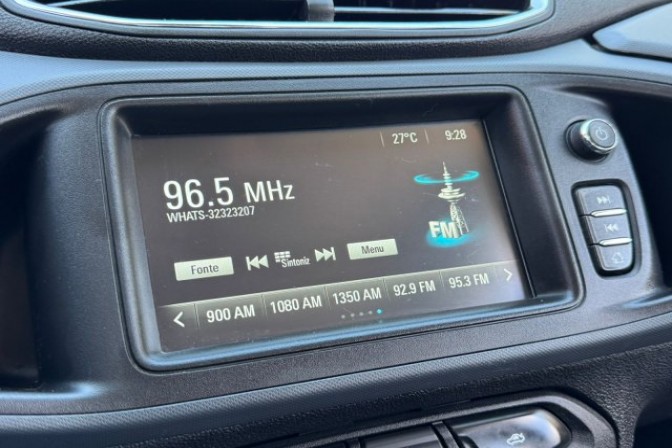 27°C 9:28
96.5 MHz
WHATS-32323207
FM
Fonte Sintoniz Menu
900 AM 1080 AM 1350 AM 92.9 FM 95.3 FM